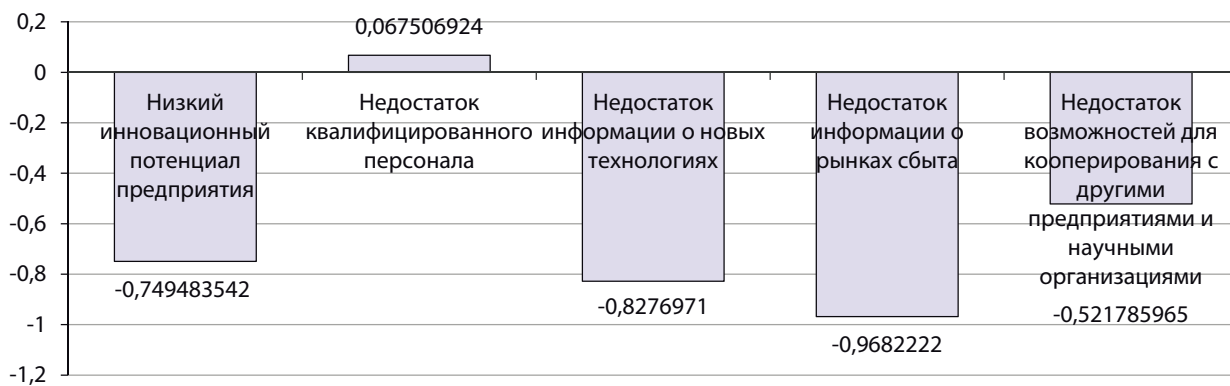 0,2
0
-0,2
-0,4
-0,6
-0,8
-1
-1,2
0,067506924
Низкий
инновационный
потенциал
предприятия
Недостаток
квалифицированного
персонала
Недостаток
информации о новых
технологиях
Недостаток
информации о
рынках сбыта
Недостаток
возможностей для
кооперирования с
другими
предприятиями и
научными
организациями
-0,749483542
-0,8276971
-0,9682222
-0,521785965